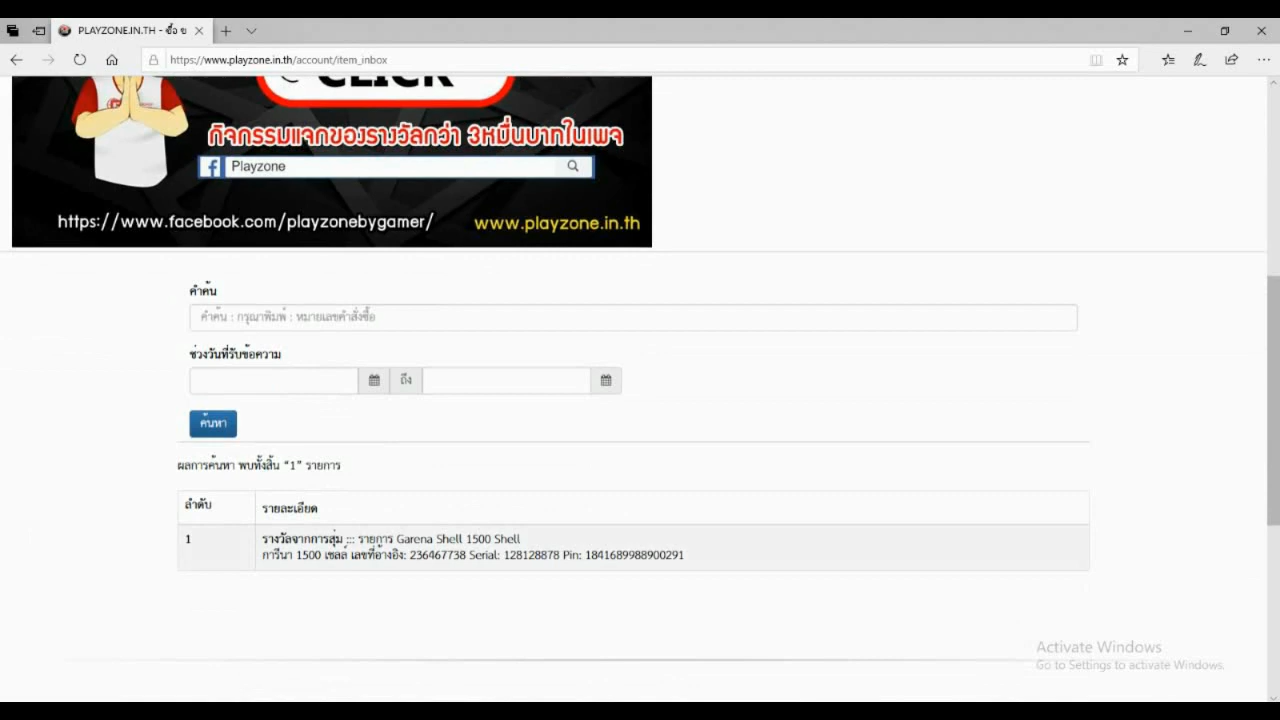 PLAYZONE.IN.TH - ซื้อ ข
https://www.playzone.in.th/account/item_inbox
CLICK
กิจกรรมแจกของรางวัลกว่า 3หมื่นบาทในเพจ
Playzone
https://www.facebook.com/playzonebygamer/ www.playzone.in.th
คำค้น
คำค้น : กรุณาพิมพ์ : หมายเลขคำสั่งซื้อ
ช่วงวันที่รับข้อความ
ถึง
ค้นหา
ผลการค้นหา พบทั้งสิ้น "1" รายการ
ลำดับ รายละเอียด
1 รางวัลจากการสุ่ม ::: รายการ Garena Shell 1500 Shell
การีนา 1500 เชลล์ เลขที่อ้างอิง: 236467738 Serial: 128128878 Pin: 1841689988900291
Activate Windows
Go to Settings to activate Windows.